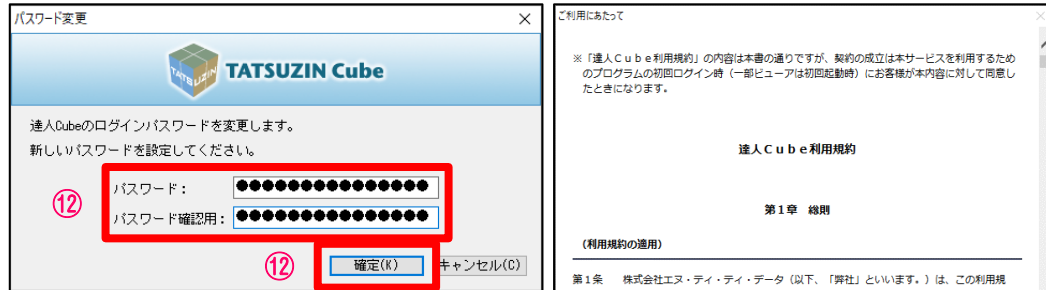 パスワード変更
TATSUZIN
TATSUZIN Cube
達人Cubeのログインパスワードを変更します。
新しいパスワードを設定してください。
⑫
パスワード：
●●●●●●●●●●●●●●●
パスワード確認用：
●●●●●●●●●●●●●●●
⑫
確定(K)
キャンセル(C)
ご利用にあたって
※「達人Ｃｕｂｅ利用規約」の内容は本書の通りですが、契約の成立は本サービスを利用するため
のプログラムの初回ログイン時（一部ビューアは初回起動時）にお客様が本内容に対して同意し
たときになります。
達人Ｃｕｂｅ利用規約
第１章　総則
（利用規約の適用）
第１条　株式会社エヌ・ティ・ティ・データ（以下、「弊社」といいます。）は、この利用規